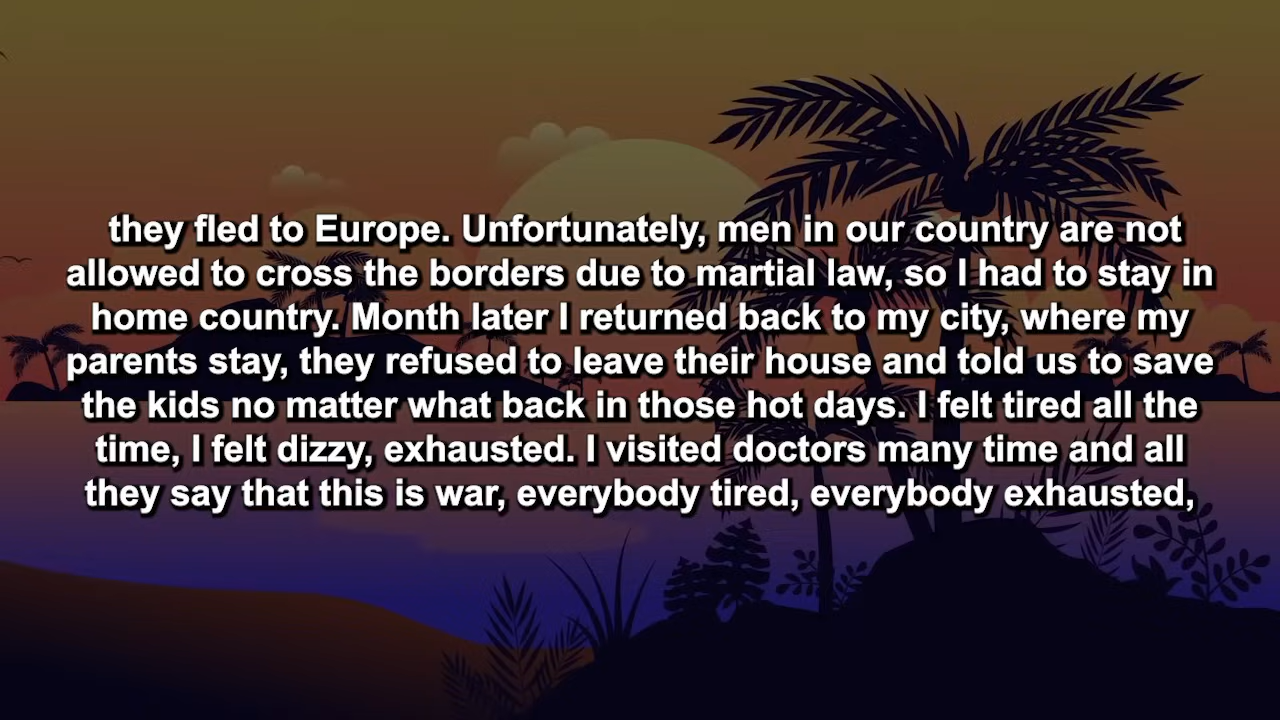 they fled to Europe. Unfortunately, men in our country are not
allowed to cross the borders due to martial law, so I had to stay in
home country. Month later I returned back to my city, where my
parents stay, they refused to leave their house and told us to save
the kids no matter what back in those hot days. I felt tired all the
time, I felt dizzy, exhausted. I visited doctors many time and all
they say that this is war, everybody tired, everybody exhausted,